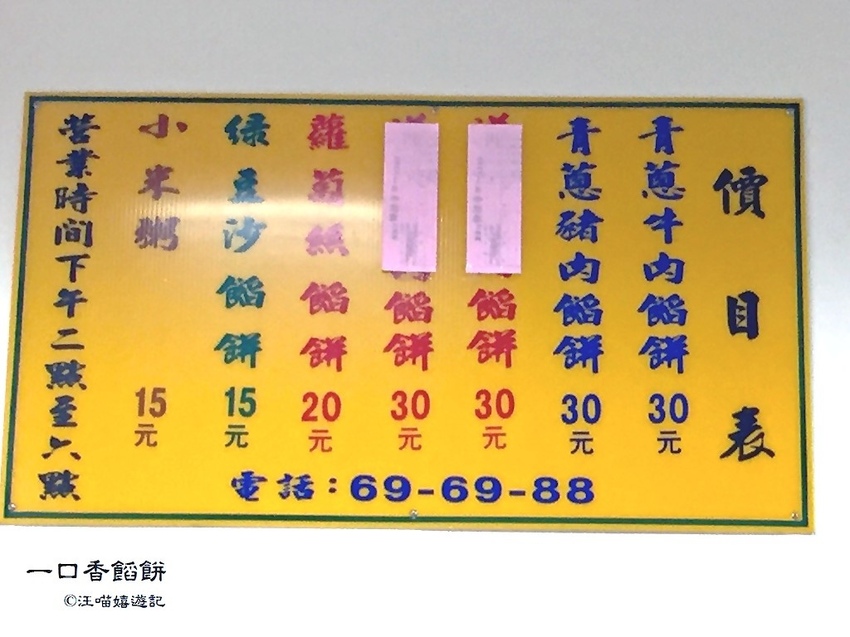 價目表
青蔥牛肉餡餅 30元
青蔥豬肉餡餅 30元
餡餅 30元
餡餅 30元
蘿蔔絲餡餅 20元
綠豆沙餡餅 15元
小米粥 15元
營業時間下午二點至六點
電話：69-69-88
一口香餡餅
©汪喵嬉遊記